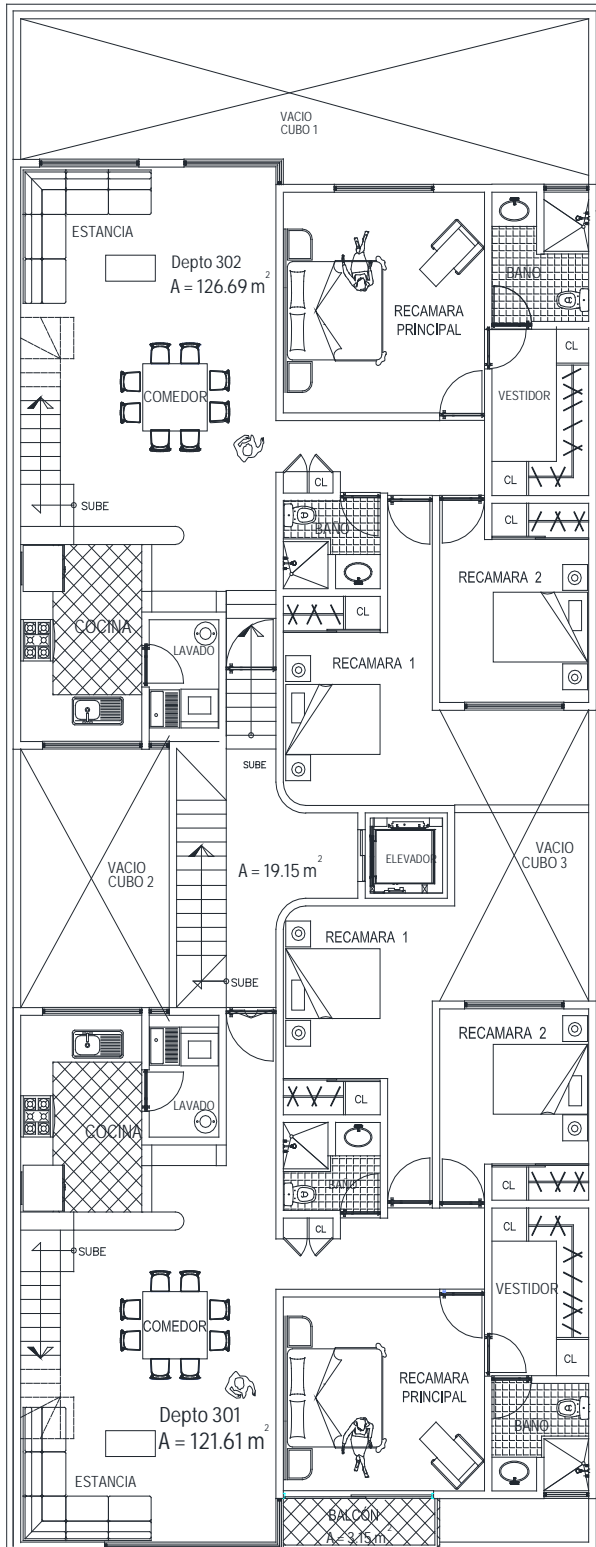 VACIO
CUBO 1
ESTANCIA
Depto 302
A = 126.69 m²
RECAMARA
PRINCIPAL
BAÑO
CL
VESTIDOR
COMEDOR
CL
CL
SUBE
CL
BAÑO
RECAMARA 2
COCINA
LAVADO
CL
RECAMARA 1
SUBE
VACIO
CUBO 2
A = 19.15 m²
ELEVADOR
VACIO
CUBO 3
RECAMARA 1
SUBE
RECAMARA 2
COCINA
LAVADO
CL
BAÑO
CL
CL
SUBE
CL
VESTIDOR
COMEDOR
CL
RECAMARA
PRINCIPAL
Depto 301
A = 121.61 m²
BAÑO
ESTANCIA
BALCÓN
A = 3.15 m²